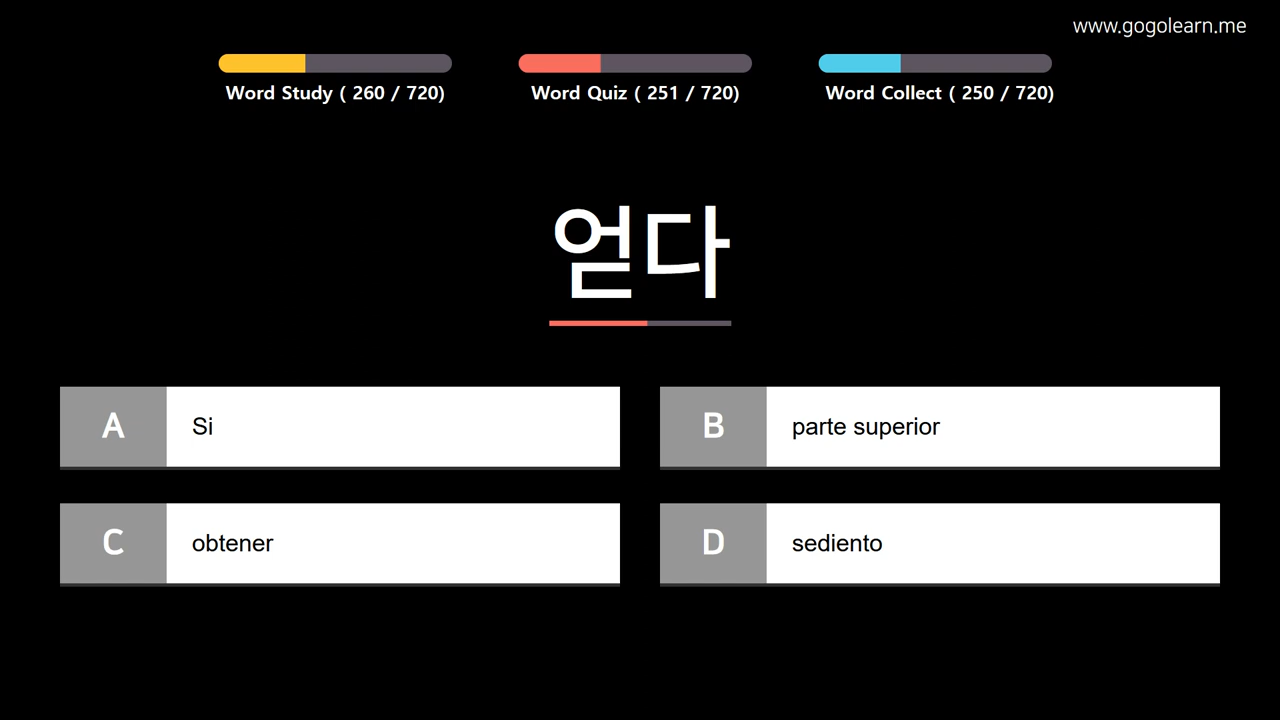 www.gogolearn.me
Word Study ( 260 / 720)
Word Quiz ( 251 / 720)
Word Collect ( 250 / 720)
얻다
A Si
B parte superior
C obtener
D sediento